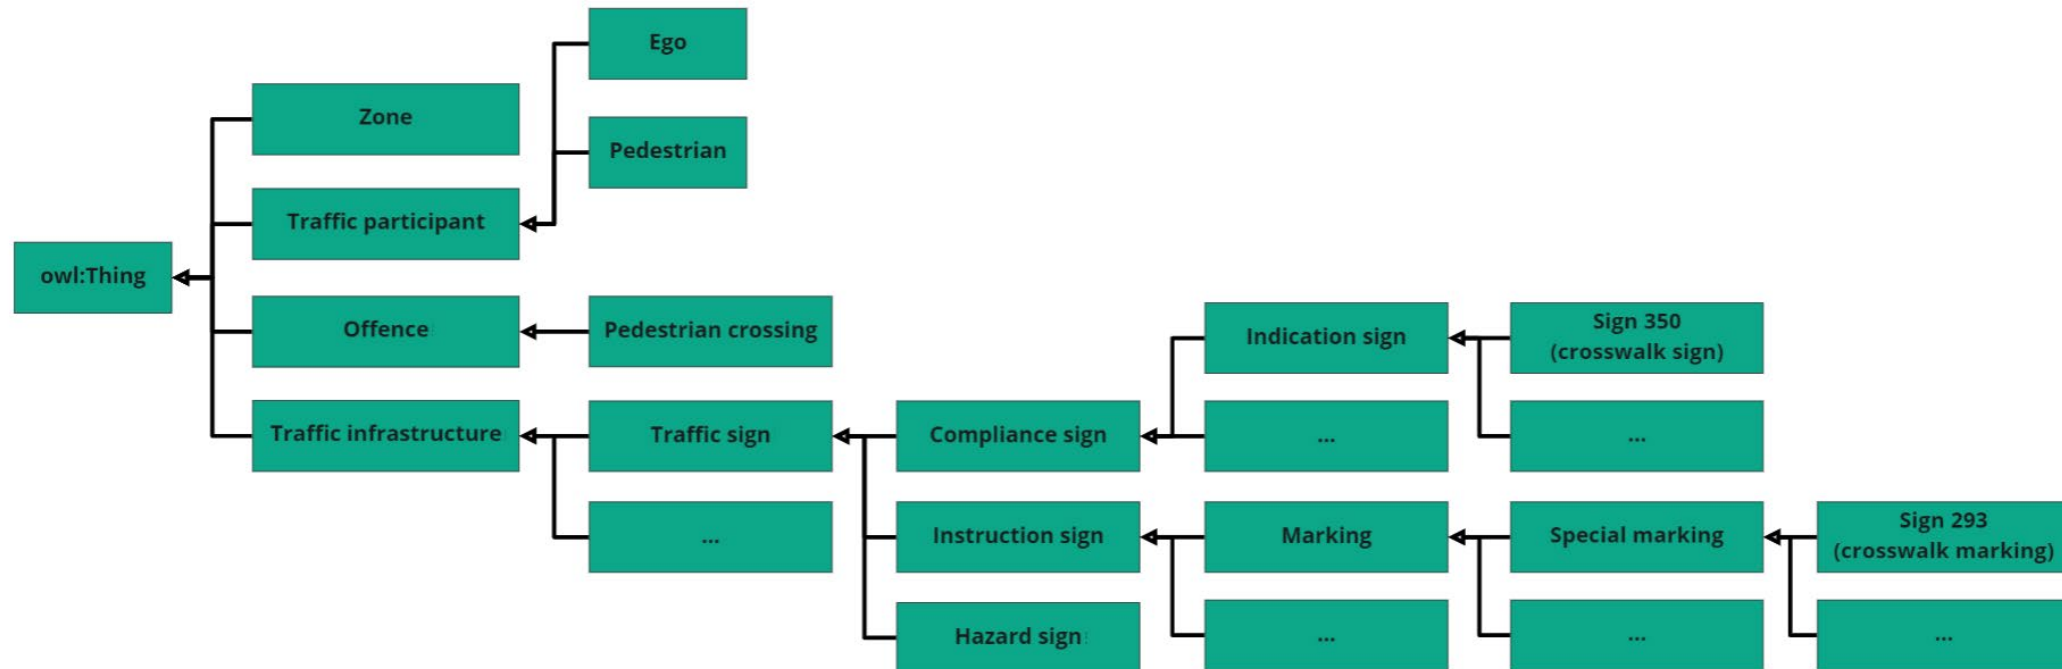 Ego
Zone
Pedestrian
Traffic participant
owl:Thing
Offence
Pedestrian crossing
Indication sign
Sign 350
(crosswalk sign)
Traffic infrastructure
Traffic sign
Compliance sign
...
...
...
Instruction sign
Marking
Special marking
Sign 293
(crosswalk marking)
Hazard sign
...
...
...